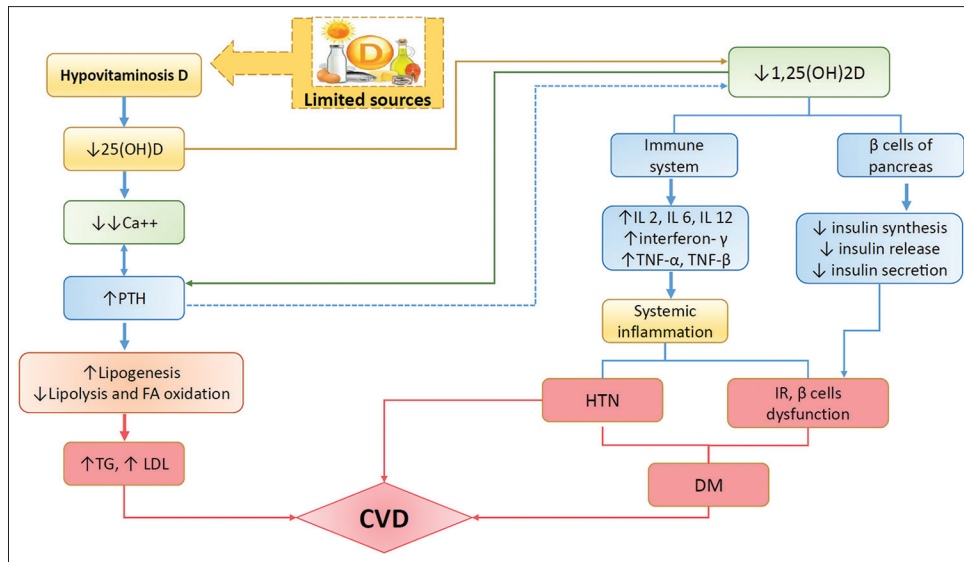 D
Limited sources
Hypovitaminosis D
↓25(OH)D
↓↓Ca++
↑PTH
↑Lipogenesis
↓Lipolysis and FA oxidation
↑TG, ↑ LDL
↓1,25(OH)2D
Immune
system
↑IL 2, IL 6, IL 12
↑interferon- γ
↑TNF-α, TNF-β
Systemic
inflammation
β cells of
pancreas
↓ insulin synthesis
↓ insulin release
↓ insulin secretion
HTN
IR, β cells
dysfunction
DM
CVD